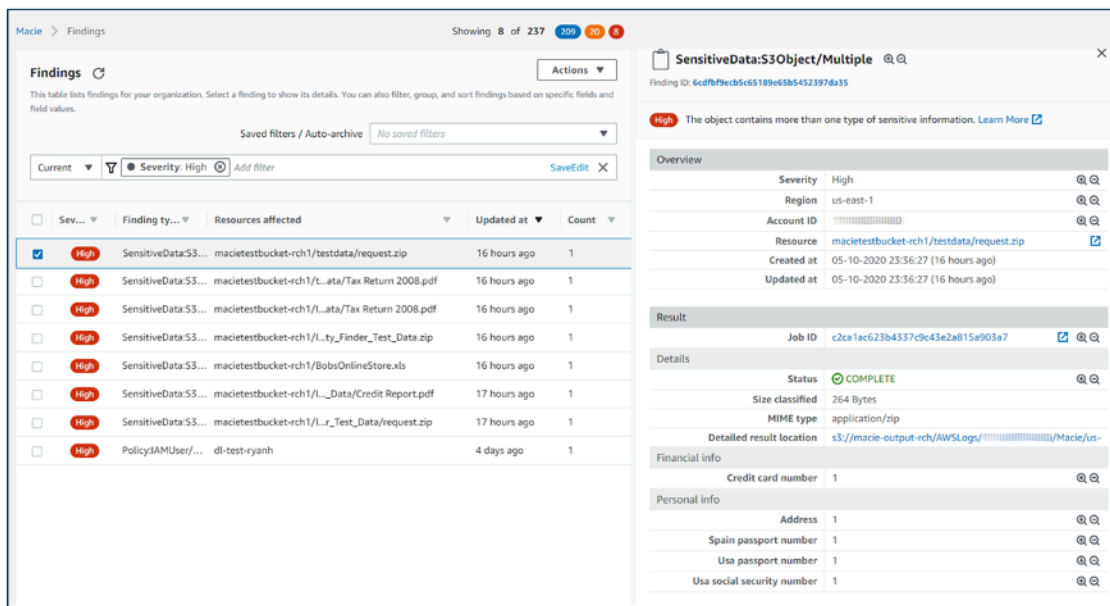 Macie > Findings
Showing 8 of 237 209 20 8
Findings
Actions
This table lists findings for your organization. Select a finding to show its details. You can also filter, group, and sort findings based on specific fields and
field values.
Saved filters / Auto-archive No saved filters
Current Severity: High Add filter SaveEdit
Sev... Finding ty... Resources affected Updated at Count
High SensitiveData:S3... macietestbucket-rch1/testdata/request.zip 16 hours ago 1
High SensitiveData:S3... macietestbucket-rch1/t...ata/Tax Return 2008.pdf 16 hours ago 1
High SensitiveData:S3... macietestbucket-rch1/I...ata/Tax Return 2008.pdf 16 hours ago 1
High SensitiveData:S3... macietestbucket-rch1/I...ty_Finder_Test_Data.zip 16 hours ago 1
High SensitiveData:S3... macietestbucket-rch1/BobsOnlineStore.xls 16 hours ago 1
High SensitiveData:S3... macietestbucket-rch1/I..._Data/Credit Report.pdf 17 hours ago 1
High SensitiveData:S3... macietestbucket-rch1/I...r_Test_Data/request.zip 17 hours ago 1
High Policy:IAMUser/... dl-test-ryanh 4 days ago 1
SensitiveData:S3Object/Multiple
Finding ID: 6cdfbf9ecb5c65189e65b5452397da35
High The object contains more than one type of sensitive information. Learn More
Overview
Severity High
Region us-east-1
Account ID
Resource macietestbucket-rch1/testdata/request.zip
Created at 05-10-2020 23:36:27 (16 hours ago)
Updated at 05-10-2020 23:36:27 (16 hours ago)
Result
Job ID c2ca1ac623b4337c9c43e2a815a903a7
Details
Status COMPLETE
Size classified 264 Bytes
MIME type application/zip
Detailed result location s3://macie-output-rch/AWSLogs/ /Macie/us-
Financial info
Credit card number 1
Personal info
Address 1
Spain passport number 1
Usa passport number 1
Usa social security number 1